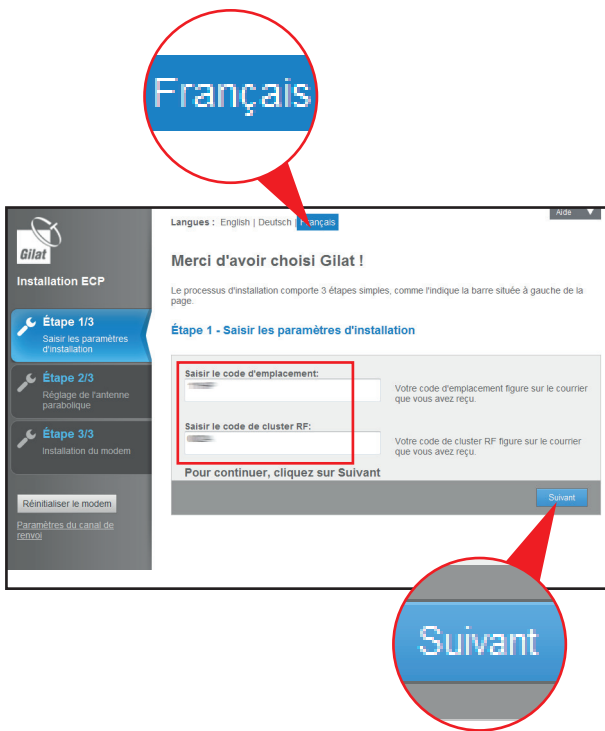 Français
Langues : English | Deutsch | Français
Aide
Gilat
Installation ECP
Merci d'avoir choisi Gilat !
Le processus d'installation comporte 3 étapes simples, comme l'indique la barre située à gauche de la
page.
Étape 1 - Saisir les paramètres d'installation
Étape 1/3
Saisir les paramètres
d'installation
Étape 2/3
Réglage de l'antenne
parabolique
Étape 3/3
Installation du modem
Réinitialiser le modem
Paramètres du canal de
renvoi
Saisir le code d'emplacement:
Votre code d'emplacement figure sur le courrier
que vous avez reçu.
Saisir le code de cluster RF:
Votre code de cluster RF figure sur le courrier
que vous avez reçu.
Pour continuer, cliquez sur Suivant
Suivant
Suivant